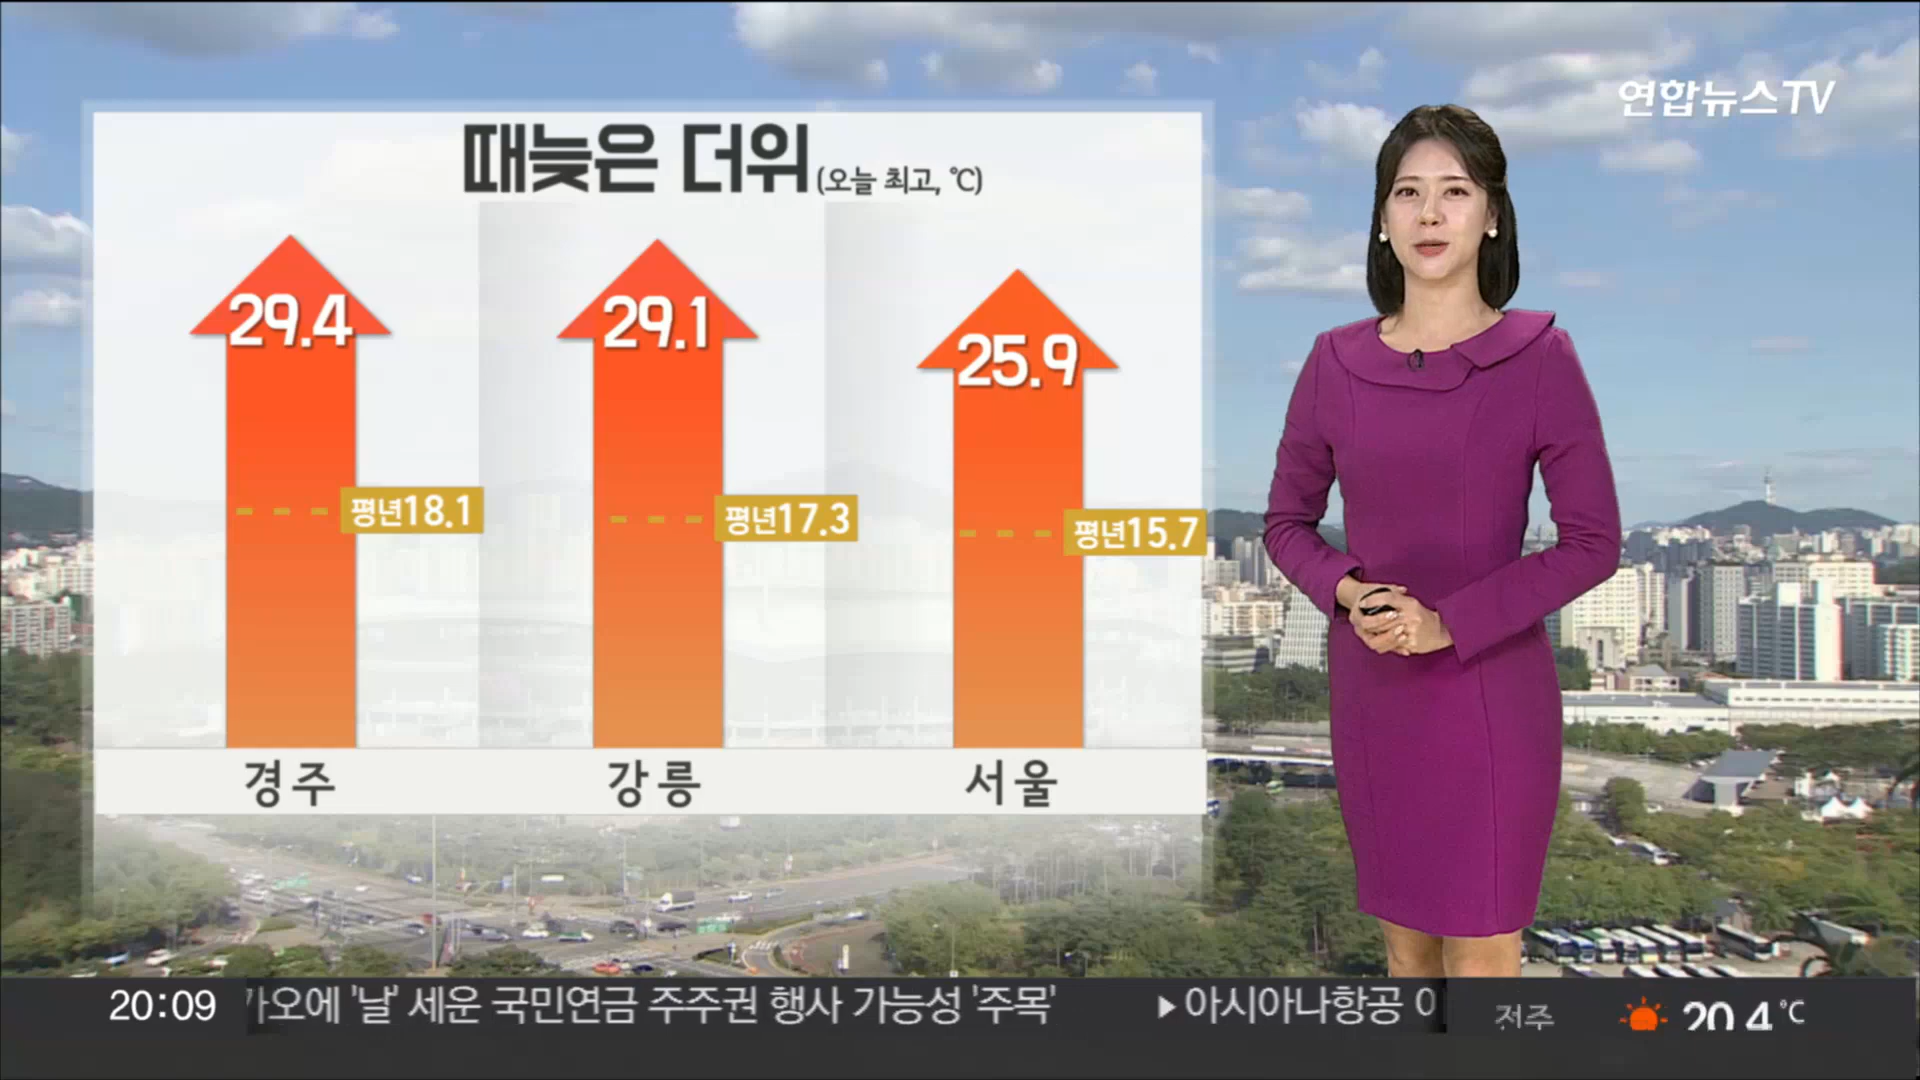 연합뉴스TV
때늦은 더위 (오늘 최고, ℃)
29.4
29.1
25.9
평년18.1
평년17.3
평년15.7
경주
강릉
서울
20:09
'날' 세운 국민연금 주주권 행사 가능성 '주목' ▶아시아나항공
전주 20.4℃